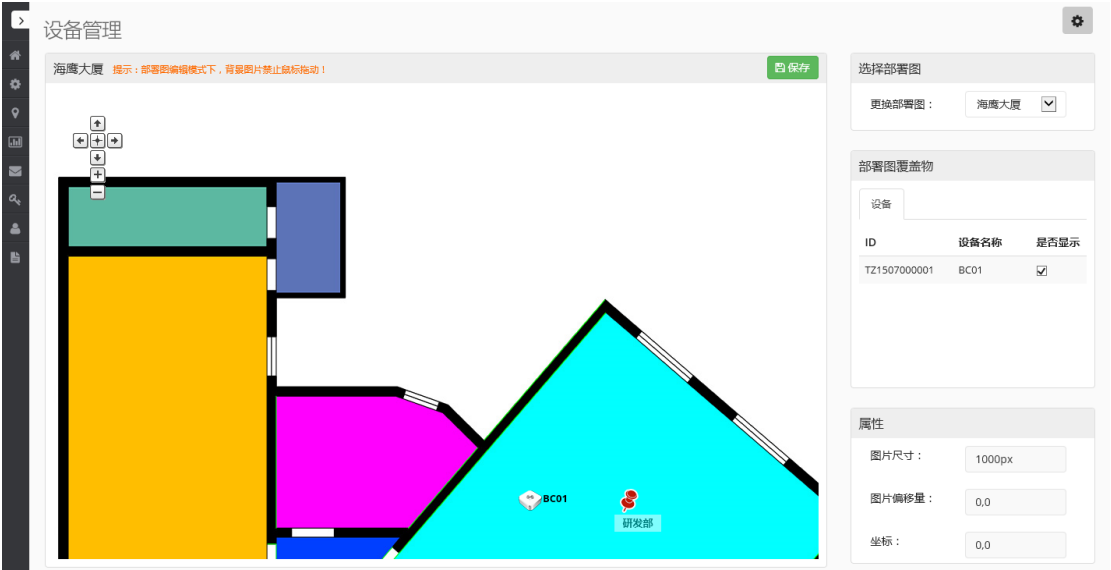 设备管理
海鹰大厦 提示：部署图编辑模式下，背景图片禁止鼠标拖动！
保存
BC01
研发部
选择部署图
更换部署图： 海鹰大厦
部署图覆盖物
设备
ID 设备名称 是否显示
TZ1507000001 BC01
属性
图片尺寸： 1000px
图片偏移量： 0,0
坐标： 0,0